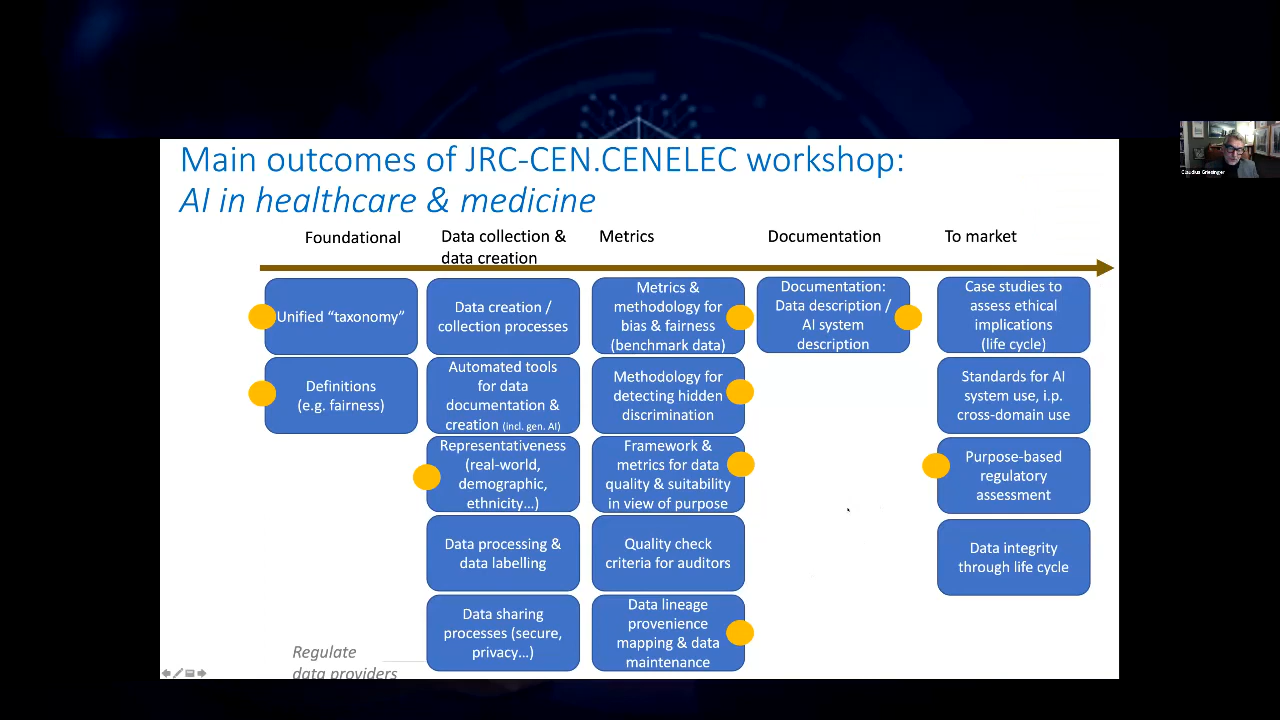 Main outcomes of JRC-CEN.CENELEC workshop:
AI in healthcare & medicine
Foundational
Data collection &
data creation
Metrics
Documentation
To market
Unified “taxonomy”
Definitions
(e.g. fairness)
Data creation /
collection processes
Automated tools
for data
documentation &
creation (incl. gen. AI)
Representativeness
(real-world,
demographic,
ethnicity…)
Data processing &
data labelling
Data sharing
processes (secure,
privacy…)
Metrics &
methodology for
bias & fairness
(benchmark data)
Methodology for
detecting hidden
discrimination
Framework &
metrics for data
quality & suitability
in view of purpose
Quality check
criteria for auditors
Data lineage
provenience
mapping & data
maintenance
Documentation:
Data description /
AI system
description
Case studies to
assess ethical
implications
(life cycle)
Standards for AI
system use, i.p.
cross-domain use
Purpose-based
regulatory
assessment
Data integrity
through life cycle
Regulate
data providers
Claudius Griesinger